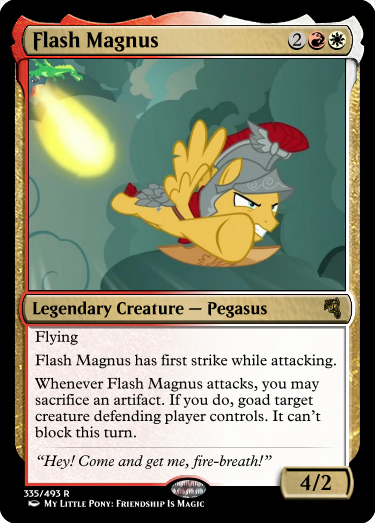 Flash Magnus 2
Legendary Creature — Pegasus
Flying
Flash Magnus has first strike while attacking.
Whenever Flash Magnus attacks, you may
sacrifice an artifact. If you do, goad target
creature defending player controls. It can't
block this turn.
“Hey! Come and get me, fire-breath!”
4/2
335/493 R
My Little Pony: Friendship Is Magic